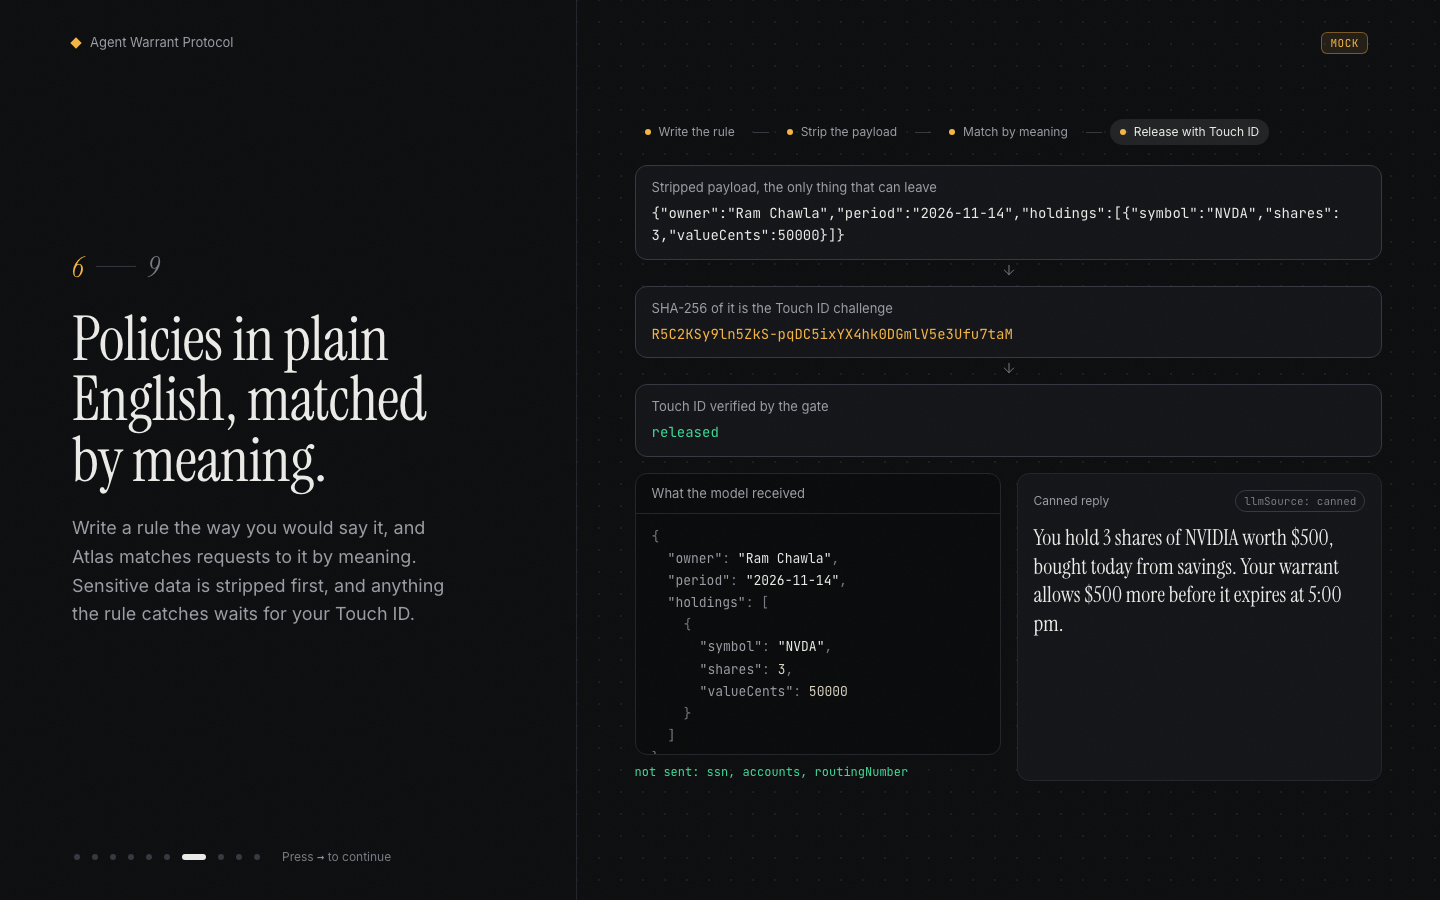 Agent Warrant Protocol
MOCK
6 — 9
Policies in plain
English, matched
by meaning.
Write a rule the way you would say it, and
Atlas matches requests to it by meaning.
Sensitive data is stripped first, and anything
the rule catches waits for your Touch ID.
Press → to continue
Write the rule
Strip the payload
Match by meaning
Release with Touch ID
Stripped payload, the only thing that can leave
{"owner":"Ram Chawla","period":"2026-11-14","holdings":[{"symbol":"NVDA","shares":
3,"valueCents":50000}]}
↓
SHA-256 of it is the Touch ID challenge
R5C2KSy9ln5ZkS-pqDC5ixYX4hk0DGmlV5e3Ufu7taM
↓
Touch ID verified by the gate
released
What the model received
{
"owner": "Ram Chawla",
"period": "2026-11-14",
"holdings": [
{
"symbol": "NVDA",
"shares": 3,
"valueCents": 50000
}
]
not sent: ssn, accounts, routingNumber
Canned reply
llmSource: canned
You hold 3 shares of NVIDIA worth $500,
bought today from savings. Your warrant
allows $500 more before it expires at 5:00
pm.